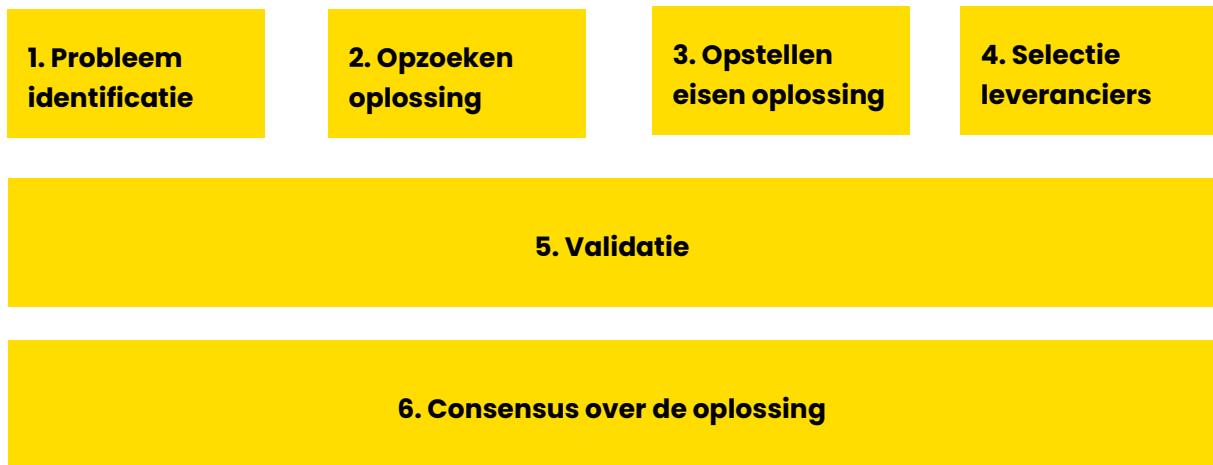 1. Probleem
identificatie
2. Opzoeken
oplossing
3. Opstellen
eisen oplossing
4. Selectie
leveranciers
5. Validatie
6. Consensus over de oplossing